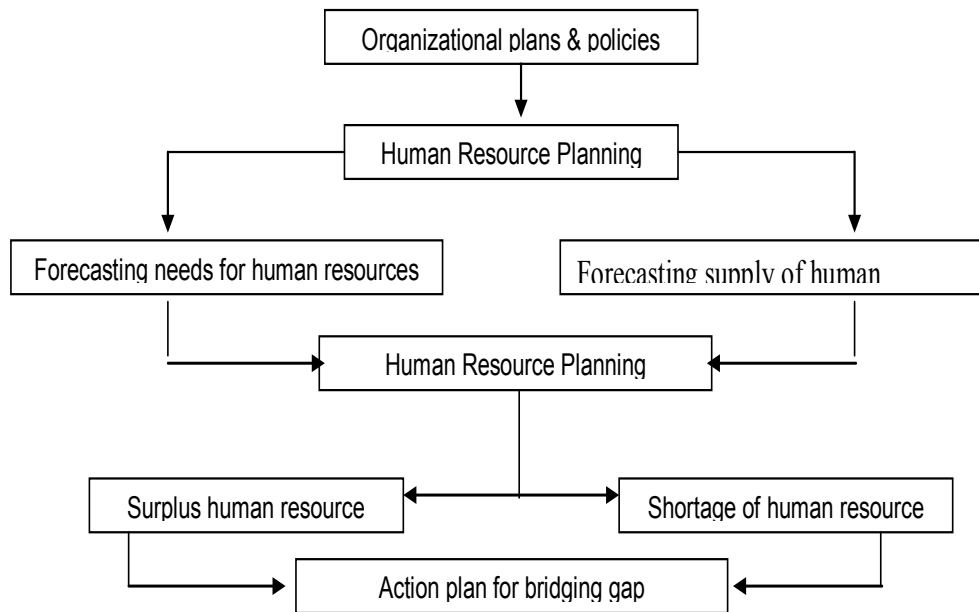 Organizational plans & policies
Human Resource Planning
Forecasting needs for human resources
Forecasting supply of human
Human Resource Planning
Surplus human resource
Shortage of human resource
Action plan for bridging gap